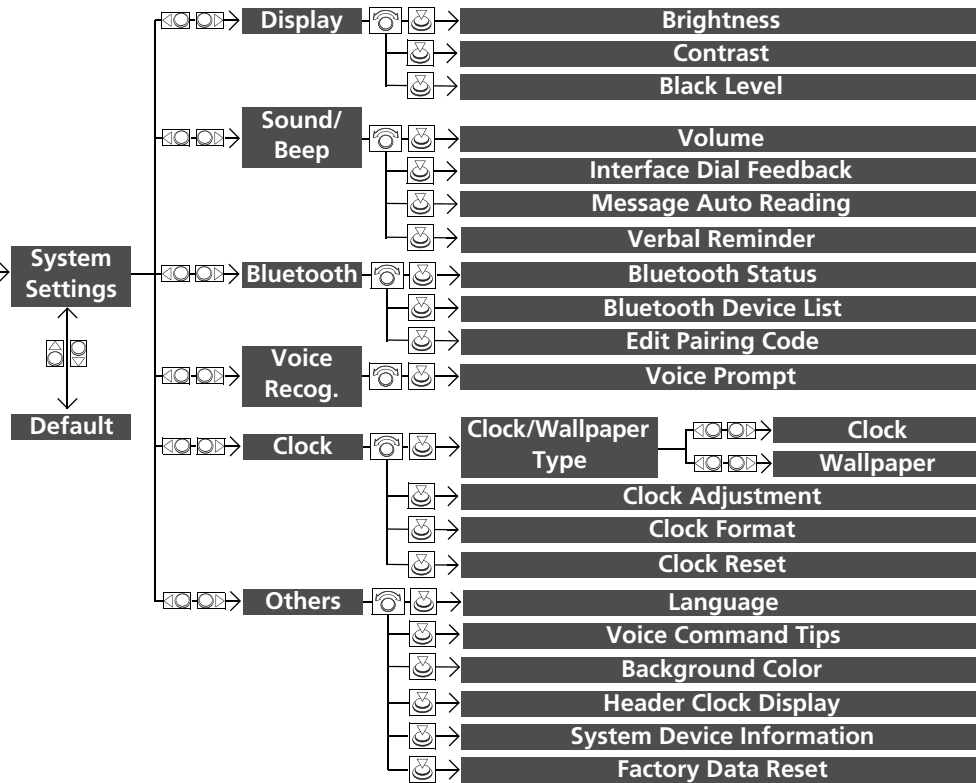 Display
Brightness
Contrast
Black Level
Sound/
Beep
Volume
Interface Dial Feedback
Message Auto Reading
Verbal Reminder
System
Settings
Bluetooth
Bluetooth Status
Bluetooth Device List
Edit Pairing Code
Voice
Recog.
Voice Prompt
Default
Clock
Clock/Wallpaper
Type
Clock
Wallpaper
Clock Adjustment
Clock Format
Clock Reset
Others
Language
Voice Command Tips
Background Color
Header Clock Display
System Device Information
Factory Data Reset